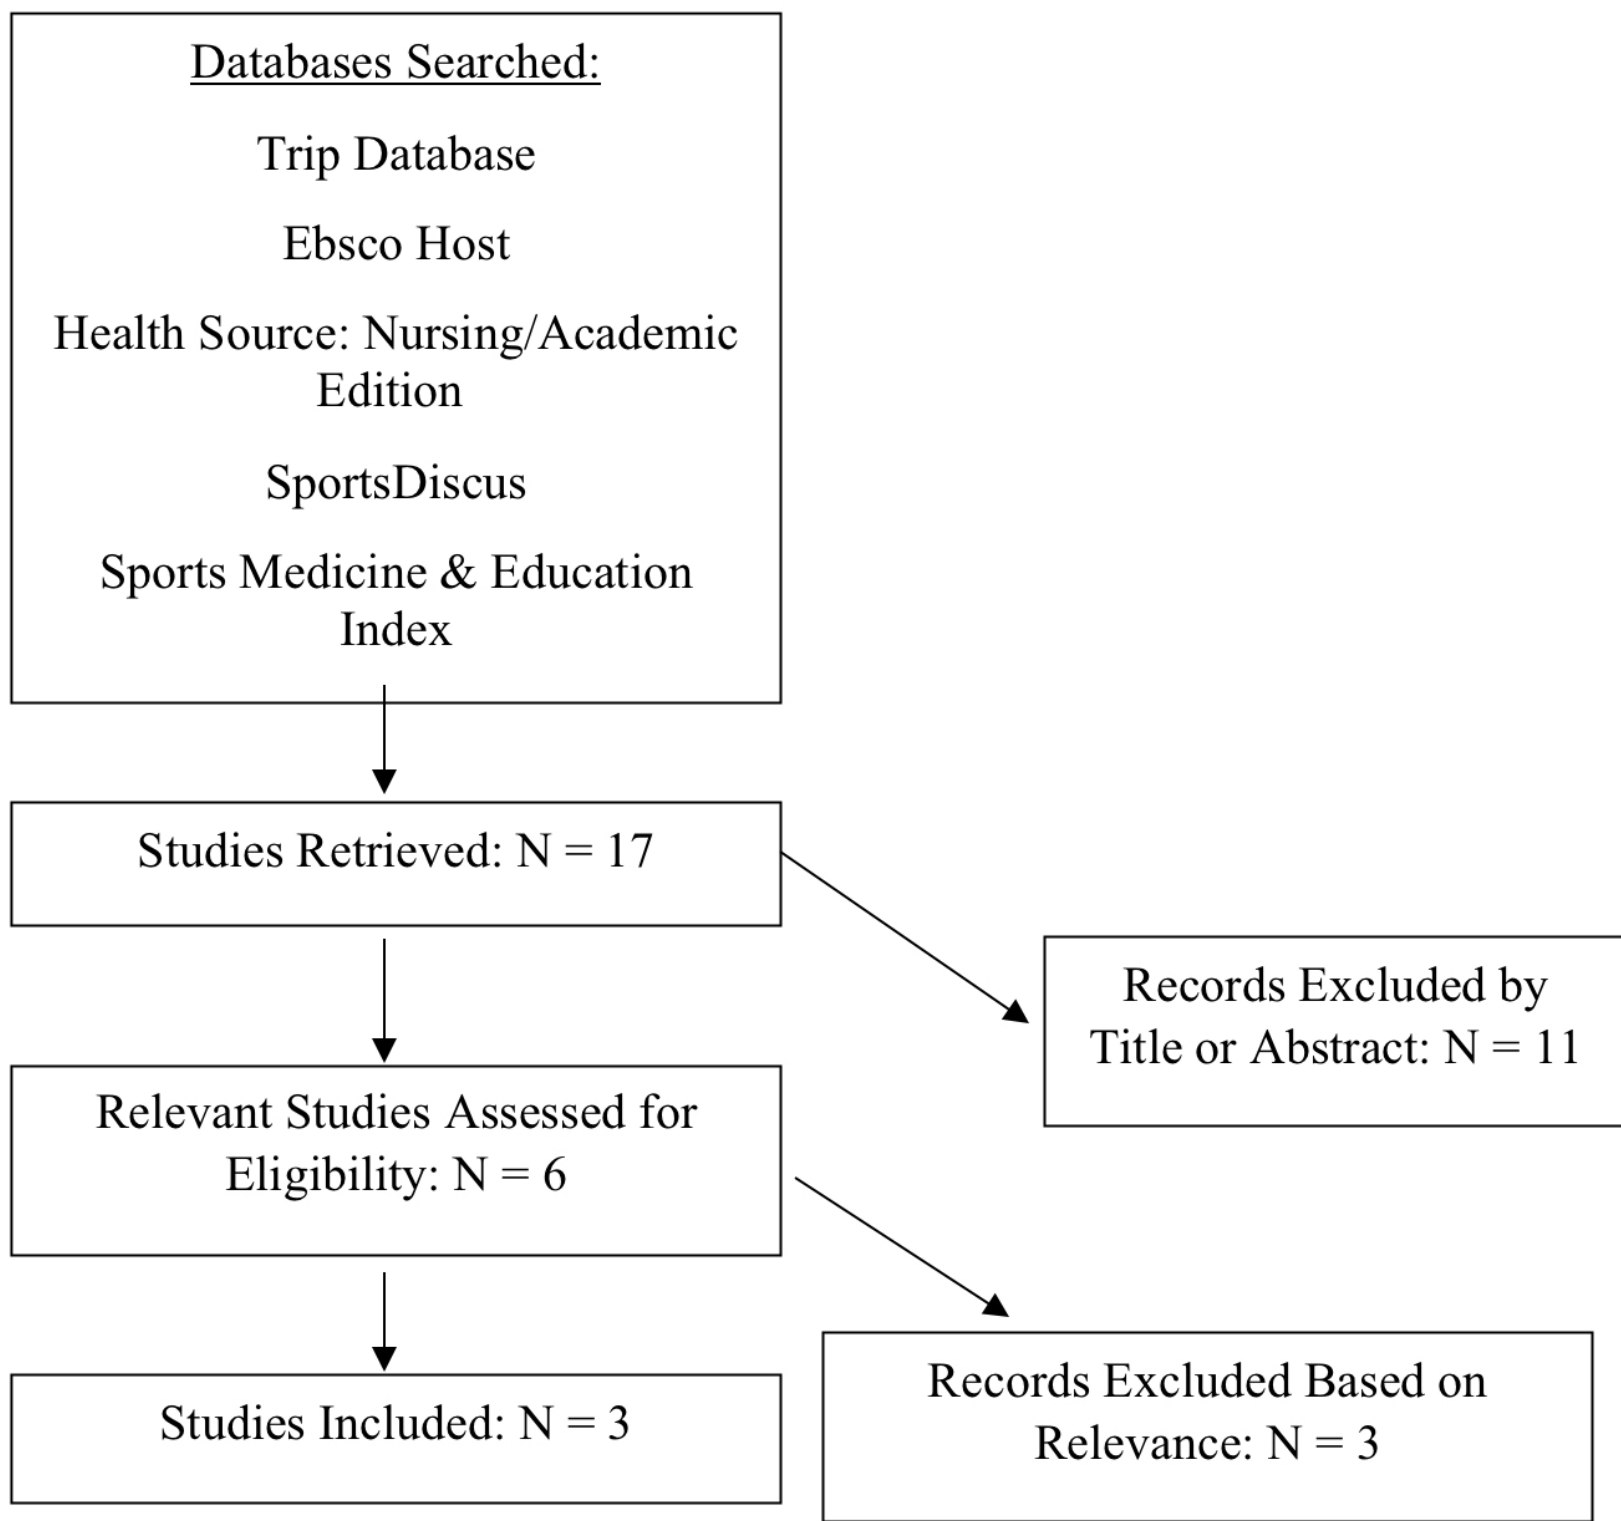 Databases Searched:
Trip Database
Ebsco Host
Health Source: Nursing/Academic
Edition
SportsDiscus
Sports Medicine & Education
Index
Studies Retrieved: N = 17
Records Excluded by
Title or Abstract: N = 11
Relevant Studies Assessed for
Eligibility: N = 6
Records Excluded Based on
Relevance: N = 3
Studies Included: N = 3